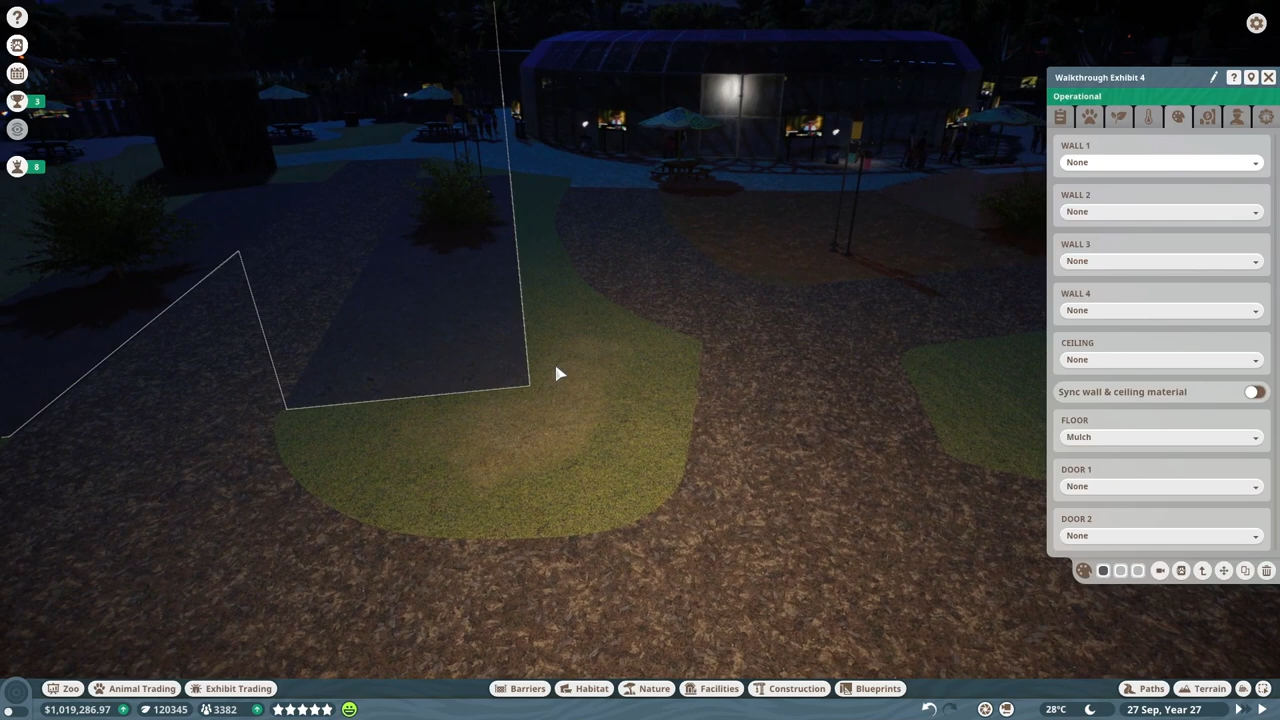 ?
3
8
Walkthrough Exhibit 4
?
Operational
WALL 1
None
WALL 2
None
WALL 3
None
WALL 4
None
CEILING
None
Sync wall & ceiling material
FLOOR
Mulch
DOOR 1
None
DOOR 2
None
Zoo
Animal Trading
Exhibit Trading
Barriers
Habitat
Nature
Facilities
Construction
Blueprints
Paths
Terrain
$1,019,286.97
120345
3382
28°C
27 Sep, Year 27